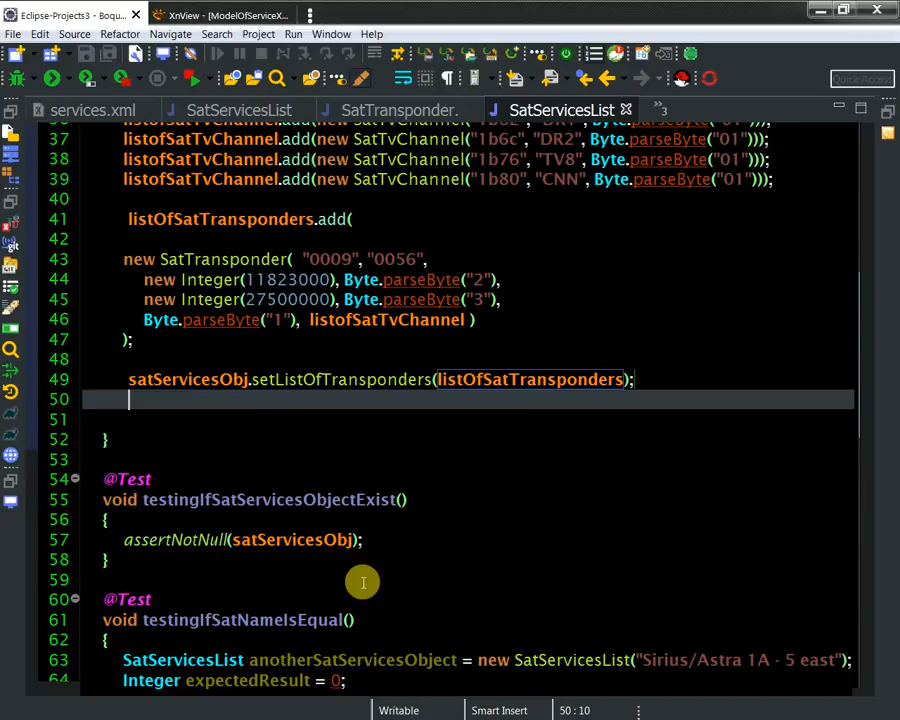 Eclipse-Projects3 - Boqu... XnView - [ModelOfServiceX...
File Edit Source Refactor Navigate Search Project Run Window Help
Quick Access
services.xml SatServicesList SatTransponder. SatServicesList 3
37 listofSatTvChannel.add(new SatTvChannel("1b6c", "DR2", Byte.parseByte("01")));
38 listofSatTvChannel.add(new SatTvChannel("1b76", "TV8", Byte.parseByte("01")));
39 listofSatTvChannel.add(new SatTvChannel("1b80", "CNN", Byte.parseByte("01")));
40
41 listOfSatTransponders.add(
42
43 new SatTransponder( "0009", "0056",
44 new Integer(11823000), Byte.parseByte("2"),
45 new Integer(27500000), Byte.parseByte("3"),
46 Byte.parseByte("1"), listofSatTvChannel )
47 );
48
49 satServicesObj.setListOfTransponders(listOfSatTransponders);
50
51
52 }
53
54 @Test
55 void testingIfSatServicesObjectExist()
56 {
57 assertNotNull(satServicesObj);
58 }
59
60 @Test
61 void testingIfSatNameIsEqual()
62 {
63 SatServicesList anotherSatServicesObject = new SatServicesList("Sirius/Astra 1A - 5 east");
64 Integer expectedResult = 0;
Writable Smart Insert 50 : 10